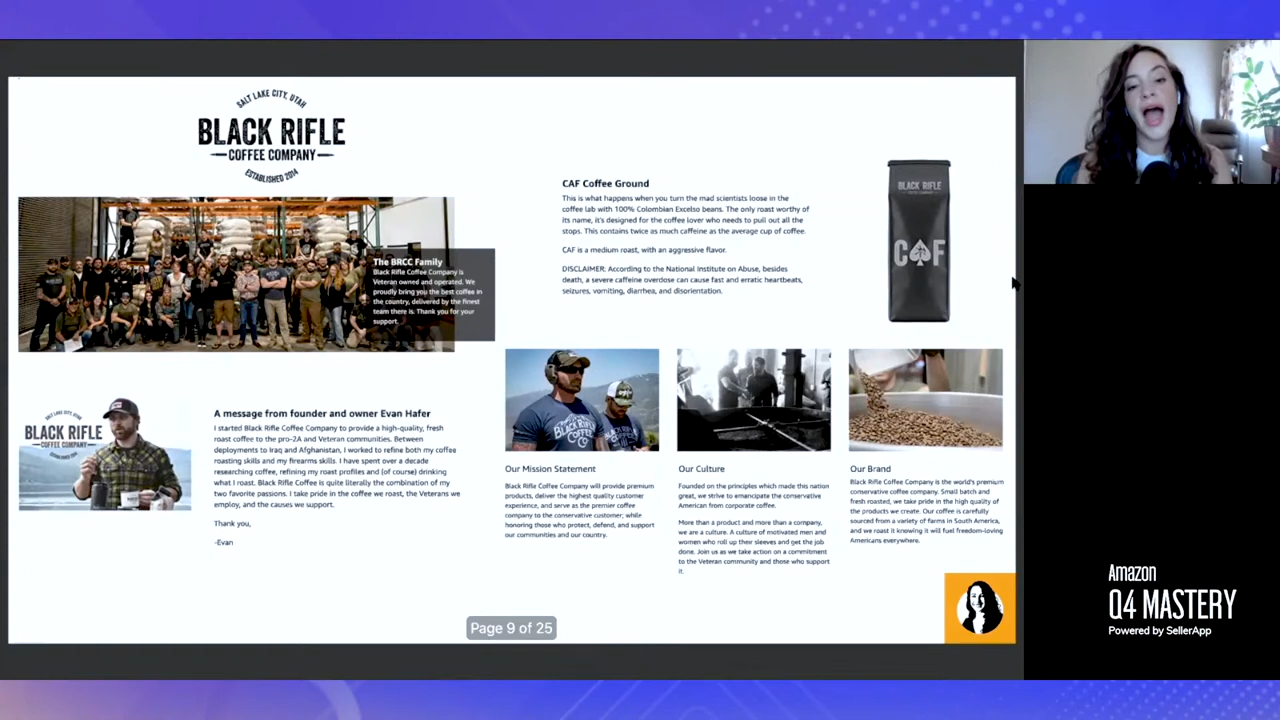 SALT LAKE CITY, UTAH
BLACK RIFLE
COFFEE COMPANY
ESTABLISHED 2014
The BRCC Family
Black Rifle Coffee Company is
Veteran owned and operated. We
proudly bring you the best coffee in
the country, delivered by the finest
team there is. Thank you for your
support.
SALT LAKE CITY, UTAH
BLACK RIFLE
COFFEE COMPANY
ESTABLISHED 2014
A message from founder and owner Evan Hafer
I started Black Rifle Coffee Company to provide a high-quality, fresh
roast coffee to the pro-2A and Veteran communities. Between
deployments to Iraq and Afghanistan, I worked to refine both my coffee
roasting skills and my firearms skills. I have spent over a decade
researching coffee, refining my roast profiles and (of course) drinking
what I roast. Black Rifle Coffee is quite literally the combination of my
two favorite passions. I take pride in the coffee we roast, the Veterans we
employ, and the causes we support.
Thank you,
-Evan
CAF Coffee Ground
This is what happens when you turn the mad scientists loose in the
coffee lab with 100% Colombian Excelso beans. The only roast worthy of
its name, it's designed for the coffee lover who needs to pull out all the
stops. This contains twice as much caffeine as the average cup of coffee.
CAF is a medium roast, with an aggressive flavor.
DISCLAIMER: According to the National Institute on Abuse, besides
death, a severe caffeine overdose can cause fast and erratic heartbeats,
seizures, vomiting, diarrhea, and disorientation.
BLACK RIFLE
CAF
BLACK RIFLE
COFFEE
CO
Our Mission Statement
Black Rifle Coffee Company will provide premium
products, deliver the highest quality customer
experience, and serve as the premier coffee
company to the conservative customer; while
honoring those who protect, defend, and support
our communities and our country.
Our Culture
Founded on the principles which made this nation
great, we strive to emancipate the conservative
American from corporate coffee.
More than a product and more than a company,
we are a culture. A culture of motivated men and
women who roll up their sleeves and get the job
done. Join us as we take action on a commitment
to the Veteran community and those who support
it.
Our Brand
Black Rifle Coffee Company is the world's premium
conservative coffee company. Small batch and
fresh roasted, we take pride in the high quality of
the products we create. Our coffee is carefully
sourced from a variety of farms in South America,
and we roast it knowing it will fuel freedom-loving
Americans everywhere.
Page 9 of 25
Amazon
Q4 MASTERY
Powered by SellerApp